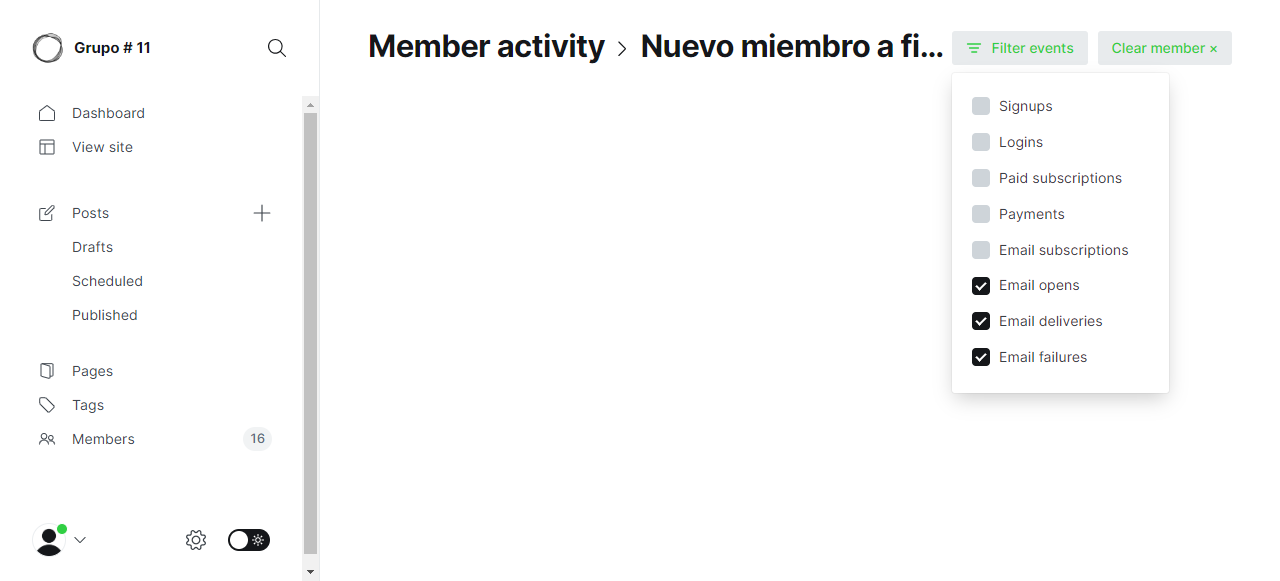 Grupo # 11
Dashboard
View site
Posts
Drafts
Scheduled
Published
Pages
Tags
Members 16
Member activity > Nuevo miembro a fi...
Filter events
Clear member ×
Signups
Logins
Paid subscriptions
Payments
Email subscriptions
Email opens
Email deliveries
Email failures